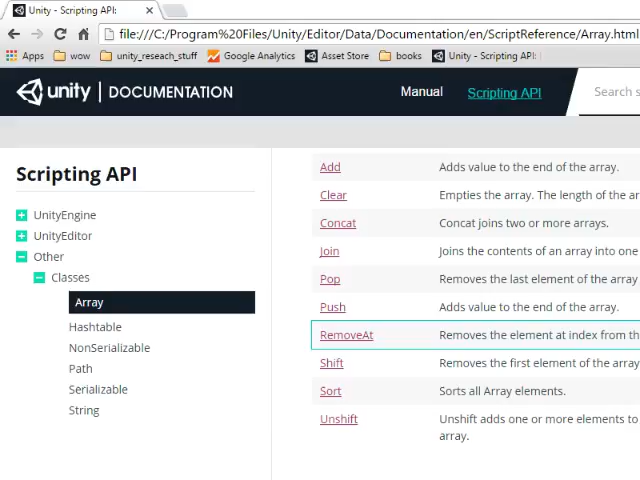 Unity - Scripting API:
file:///C:/Program%20Files/Unity/Editor/Data/Documentation/en/ScriptReference/Array.html
Apps wow unity_reseach_stuff Google Analytics Asset Store books Unity - Scripting API:
unity | DOCUMENTATION Manual Scripting API Search s
Scripting API
UnityEngine
UnityEditor
Other
Classes
Array
Hashtable
NonSerializable
Path
Serializable
String
Add Adds value to the end of the array.
Clear Empties the array. The length of the ar
Concat Concat joins two or more arrays.
Join Joins the contents of an array into one
Pop Removes the last element of the array
Push Adds value to the end of the array.
RemoveAt Removes the element at index from th
Shift Removes the first element of the array
Sort Sorts all Array elements.
Unshift Unshift adds one or more elements to
array.